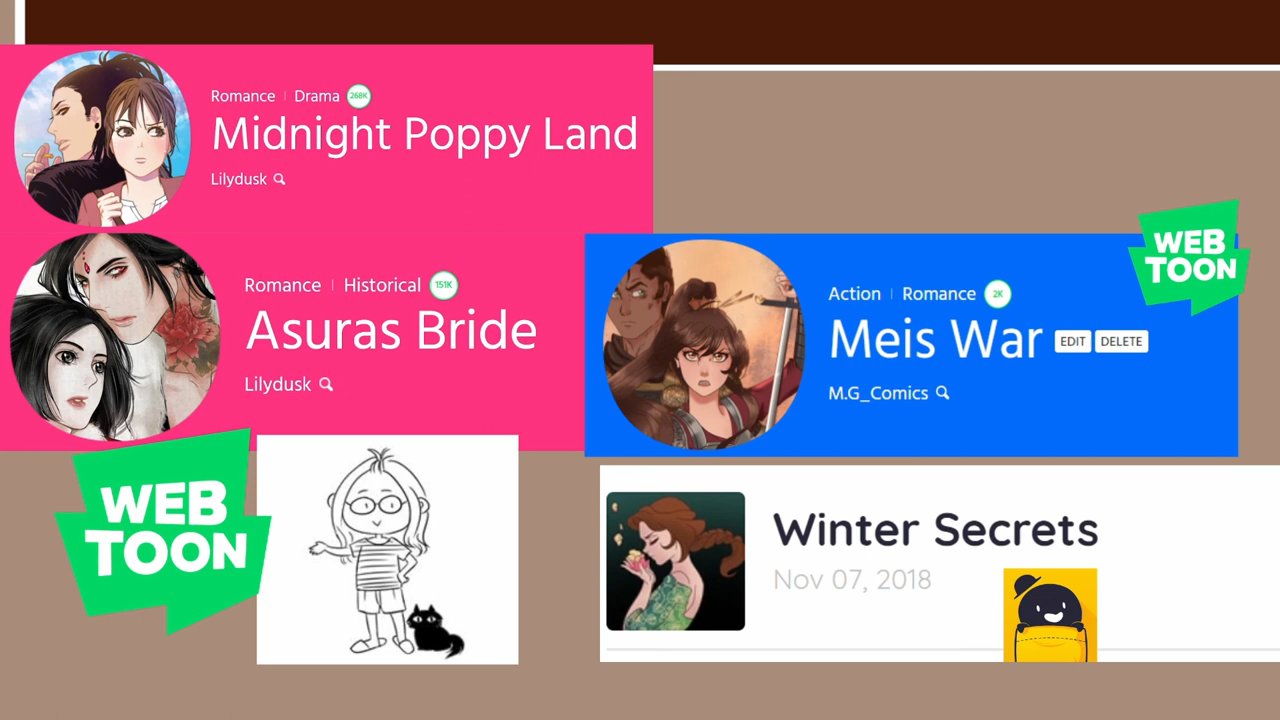 Romance | Drama 268K
Midnight Poppy Land
Lilydusk
Romance | Historical 151K
Asuras Bride
Lilydusk
WEB
TOON
Action | Romance 2K
Meis War EDIT DELETE
M.G_Comics
WEB
TOON
Winter Secrets
Nov 07, 2018